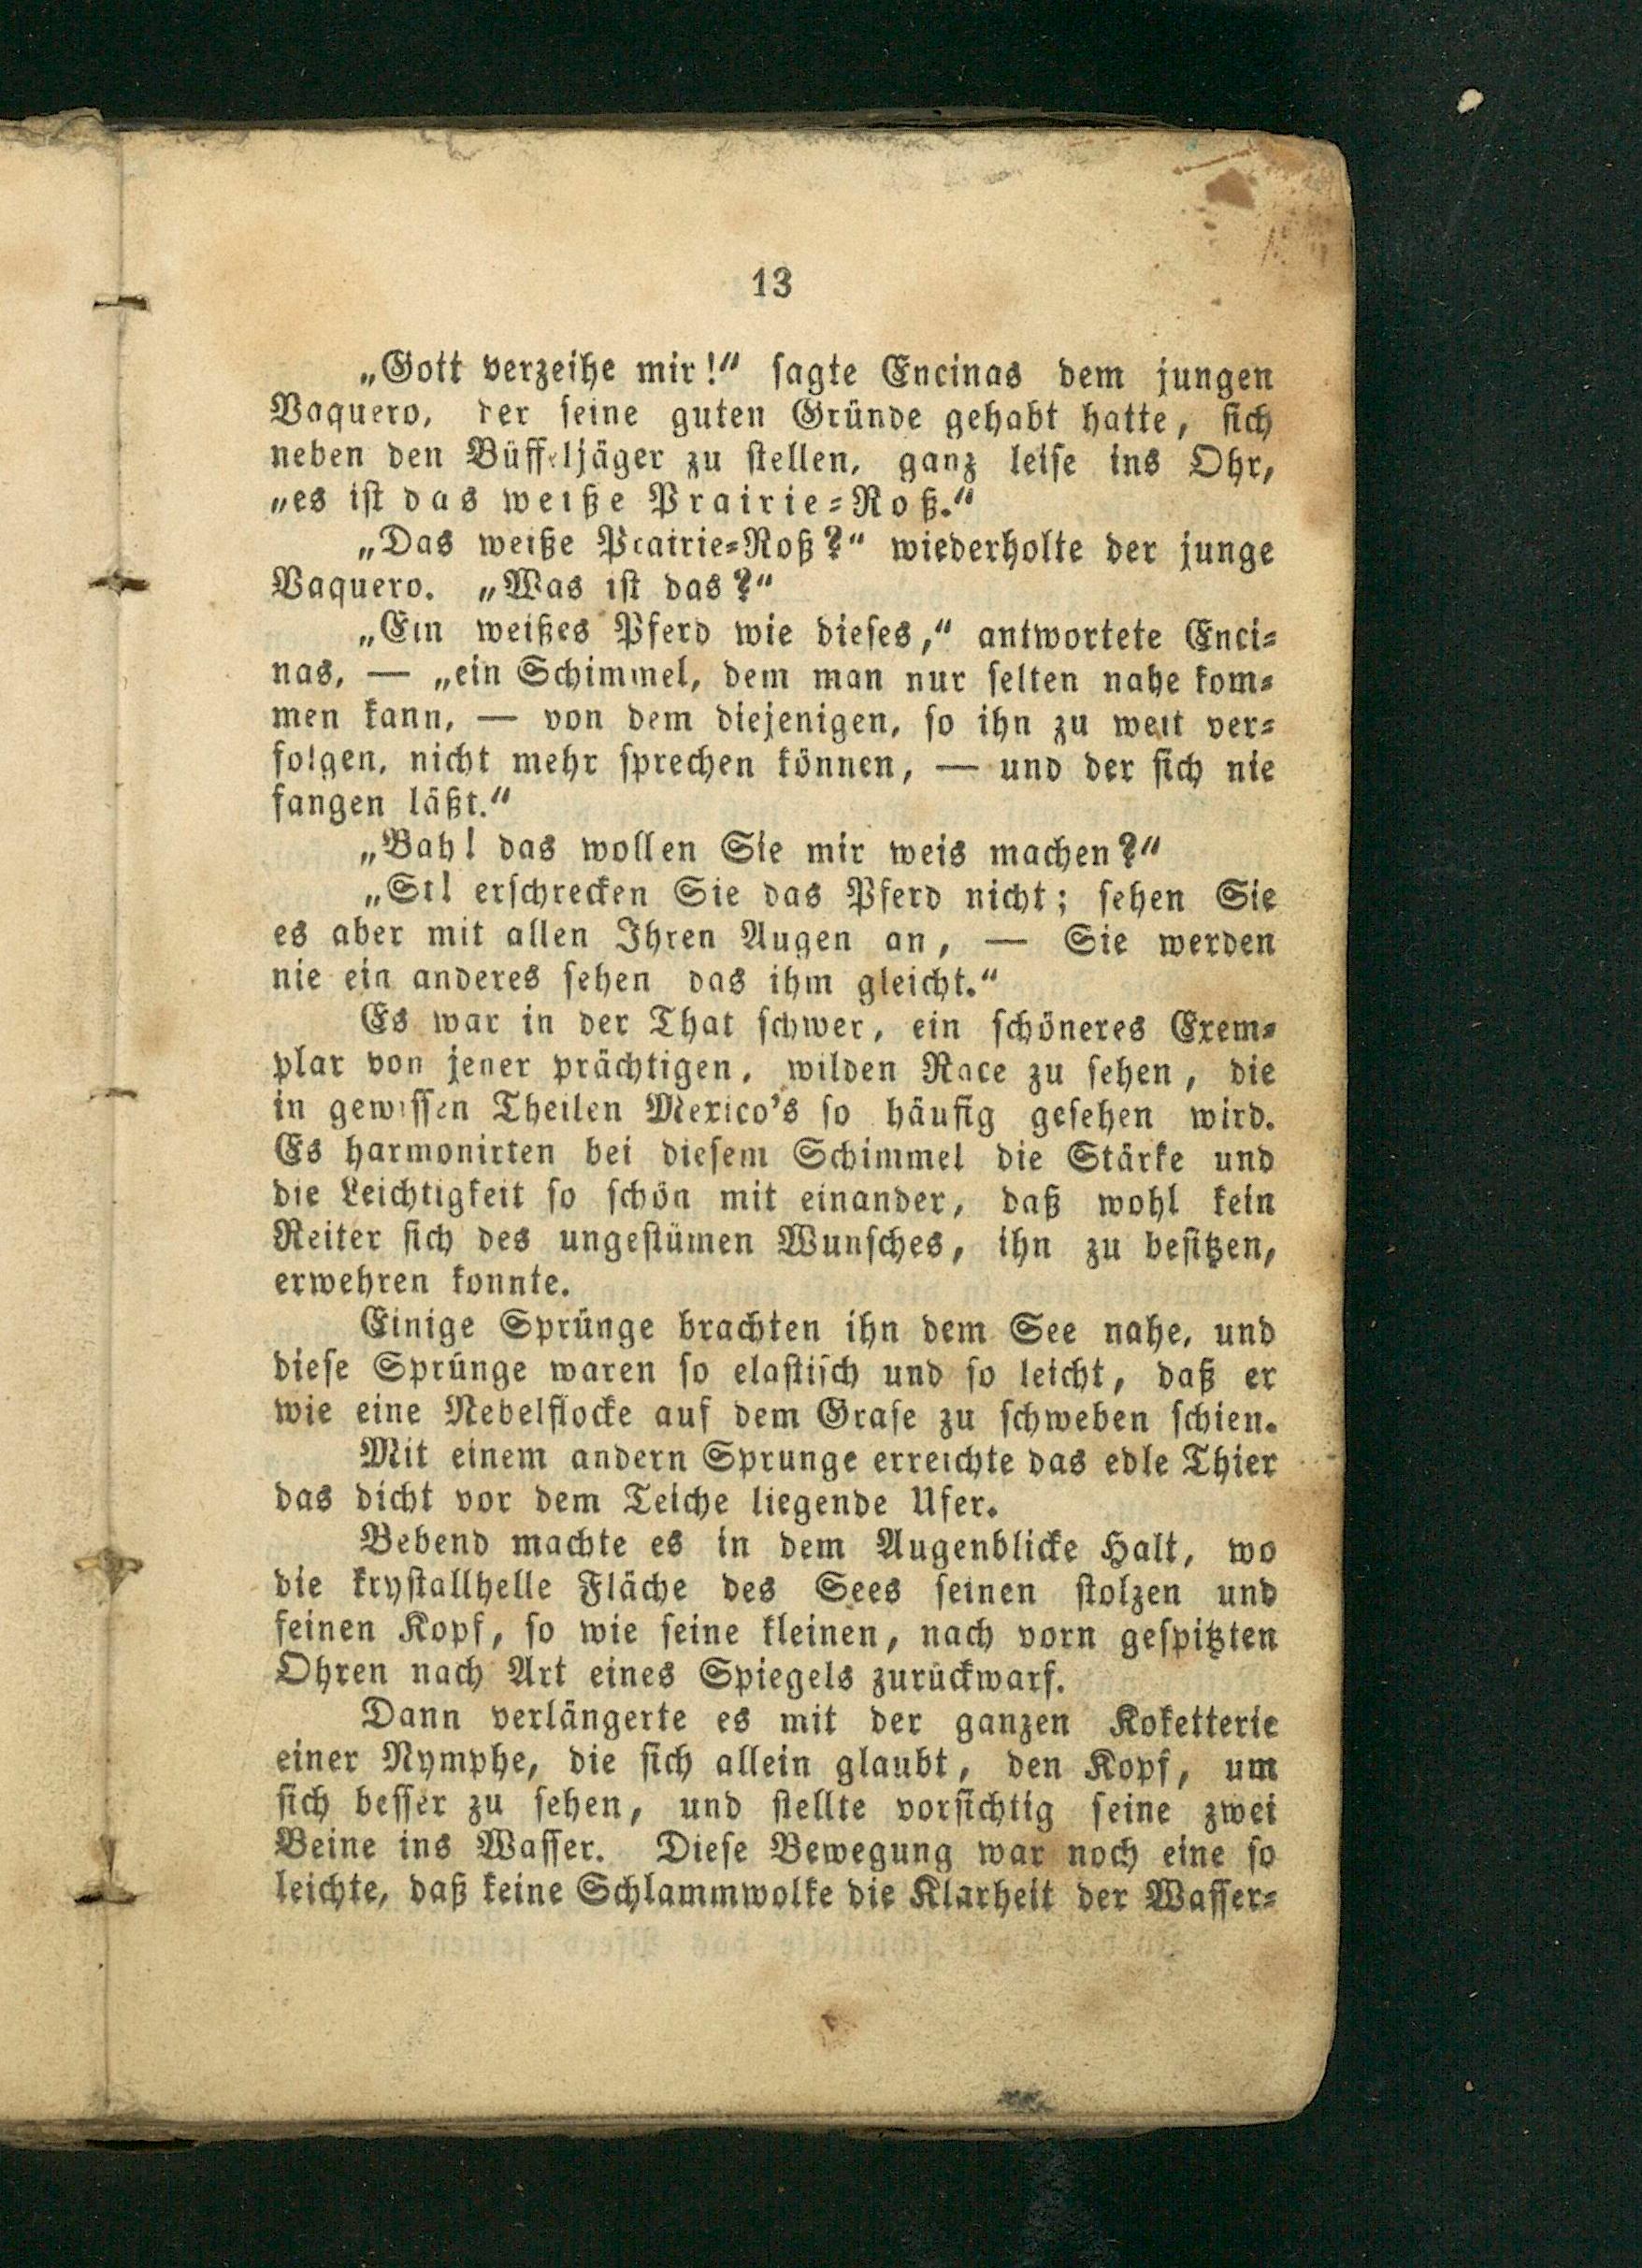 13
„Gott verzeihe mir!“ sagte Encinas dem jungen
Vaquero, der seine guten Gründe gehabt hatte, sich
neben den Büffeljäger zu stellen, ganz leise ins Ohr,
„es ist das weiße Prairie-Roß.“
„Das weiße Prairie-Roß?“ wiederholte der junge
Vaquero. „Was ist das?“
„Ein weißes Pferd wie dieses,“ antwortete Enci-
nas, — „ein Schimmel, dem man nur selten nahe kom-
men kann, — von dem diejenigen, so ihn zu weit ver-
folgen, nicht mehr sprechen können, — und der sich nie
fangen läßt.“
„Bah! das wollen Sie mir weis machen?“
„St! erschrecken Sie das Pferd nicht; sehen Sie
es aber mit allen Ihren Augen an, — Sie werden
nie ein anderes sehen das ihm gleicht.“
Es war in der That schwer, ein schöneres Exem-
plar von jener prächtigen, wilden Race zu sehen, die
in gewissen Theilen Mexico's so häufig gesehen wird.
Es harmonirten bei diesem Schimmel die Stärke und
die Leichtigkeit so schön mit einander, daß wohl kein
Reiter sich des ungestümen Wunsches, ihn zu besitzen,
erwehren konnte.
Einige Sprünge brachten ihn dem See nahe, und
diese Sprünge waren so elastisch und so leicht, daß er
wie eine Nebelflocke auf dem Grase zu schweben schien.
Mit einem andern Sprunge erreichte das edle Thier
das dicht vor dem Teiche liegende Ufer.
Bebend machte es in dem Augenblicke Halt, wo
die krystallhelle Fläche des Sees seinen stolzen und
feinen Kopf, so wie seine kleinen, nach vorn gespitzten
Ohren nach Art eines Spiegels zurückwarf.
Dann verlängerte es mit der ganzen Koketterie
einer Nymphe, die sich allein glaubt, den Kopf, um
sich besser zu sehen, und stellte vorsichtig seine zwei
Beine ins Wasser. Diese Bewegung war noch eine so
leichte, daß keine Schlammwolke die Klarheit der Wasser-